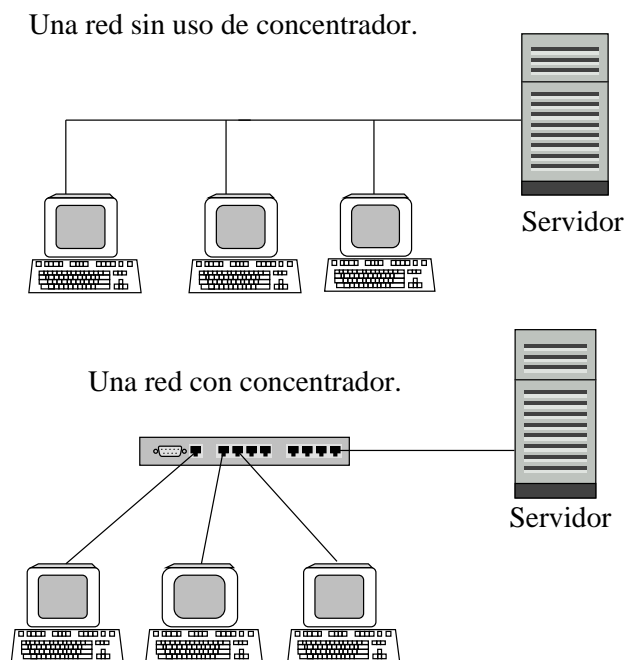 Una red sin uso de concentrador.
Servidor
Una red con concentrador.
Servidor